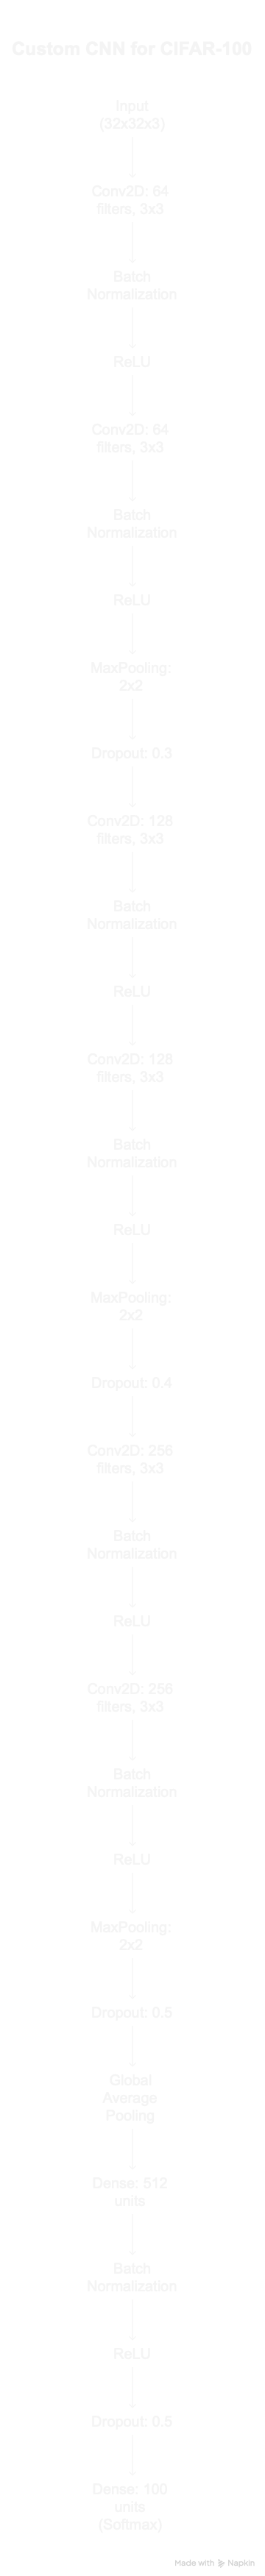 Custom CNN for CIFAR-100
Input
(32x32x3)
Conv2D: 64
filters, 3x3
Batch
Normalization
ReLU
Conv2D: 64
filters, 3x3
Batch
Normalization
ReLU
MaxPooling:
2x2
Dropout: 0.3
Conv2D: 128
filters, 3x3
Batch
Normalization
ReLU
Conv2D: 128
filters, 3x3
Batch
Normalization
ReLU
MaxPooling:
2x2
Dropout: 0.4
Conv2D: 256
filters, 3x3
Batch
Normalization
ReLU
Conv2D: 256
filters, 3x3
Batch
Normalization
ReLU
MaxPooling:
2x2
Dropout: 0.5
Global
Average
Pooling
Dense: 512
units
Batch
Normalization
ReLU
Dropout: 0.5
Dense: 100
units
(Softmax)
Made with Napkin